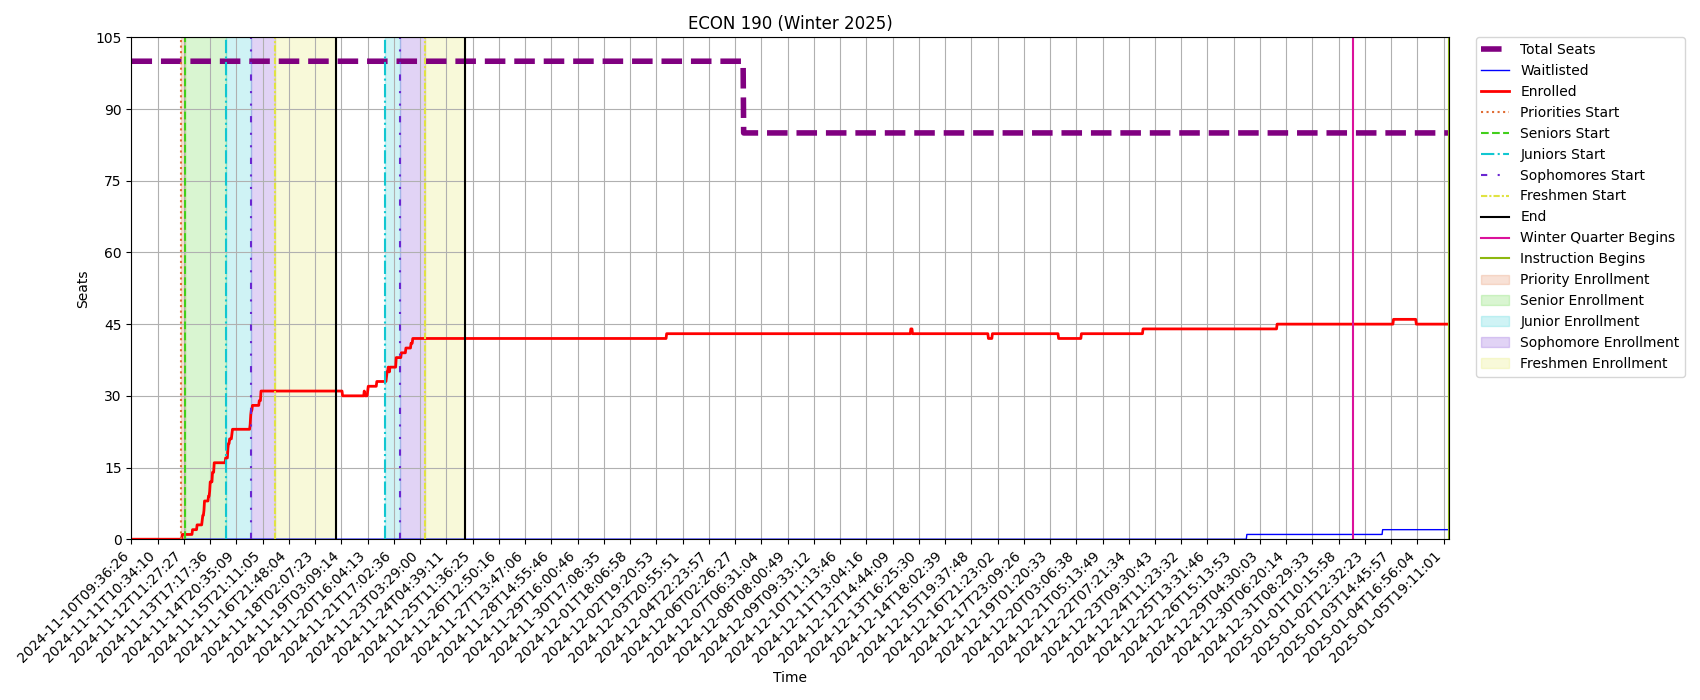 ECON 190 (Winter 2025)
105
90
75
60
45
30
15
0
Seats
2024-11-10T09:36:26
2024-11-11T10:34:10
2024-11-12T11:27:27
2024-11-13T17:17:36
2024-11-14T20:35:09
2024-11-15T21:11:05
2024-11-16T21:48:04
2024-11-18T02:07:23
2024-11-19T03:09:14
2024-11-20T16:04:13
2024-11-21T17:02:36
2024-11-23T03:29:00
2024-11-24T04:39:11
2024-11-25T11:36:25
2024-11-26T12:50:16
2024-11-27T13:47:06
2024-11-28T14:55:46
2024-11-29T16:00:46
2024-11-30T17:08:35
2024-12-01T18:06:58
2024-12-02T19:20:53
2024-12-03T20:55:51
2024-12-04T22:23:57
2024-12-06T02:26:27
2024-12-07T06:31:04
2024-12-08T08:00:49
2024-12-09T09:33:12
2024-12-10T11:13:46
2024-12-11T13:04:16
2024-12-12T14:44:09
2024-12-13T16:25:30
2024-12-14T18:02:39
2024-12-15T19:37:48
2024-12-16T21:23:02
2024-12-17T23:09:26
2024-12-19T01:20:33
2024-12-20T03:06:38
2024-12-21T05:13:49
2024-12-22T07:21:34
2024-12-23T09:30:43
2024-12-24T11:23:32
2024-12-25T13:31:46
2024-12-26T15:13:53
2024-12-29T04:30:03
2024-12-30T06:20:14
2024-12-31T08:29:33
2025-01-01T10:15:58
2025-01-02T12:32:23
2025-01-03T14:45:57
2025-01-04T16:56:04
2025-01-05T19:11:01
Time
Total Seats
Waitlisted
Enrolled
Priorities Start
Seniors Start
Juniors Start
Sophomores Start
Freshmen Start
End
Winter Quarter Begins
Instruction Begins
Priority Enrollment
Senior Enrollment
Junior Enrollment
Sophomore Enrollment
Freshmen Enrollment